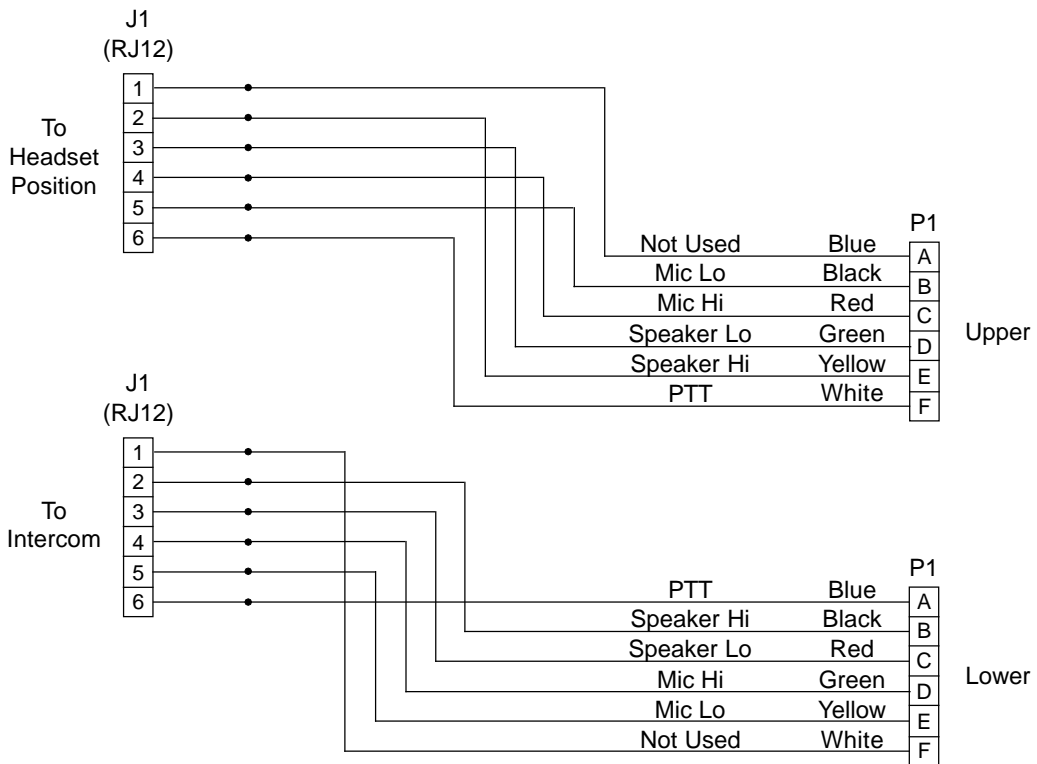 J1
(RJ12)
To
Headset
Position
1
2
3
4
5
6
P1
Not Used Blue A
Mic Lo Black B
Mic Hi Red C
Speaker Lo Green D
Speaker Hi Yellow E
PTT White F
Upper
J1
(RJ12)
To
Intercom
1
2
3
4
5
6
P1
PTT Blue A
Speaker Hi Black B
Speaker Lo Red C
Mic Hi Green D
Mic Lo Yellow E
Not Used White F
Lower